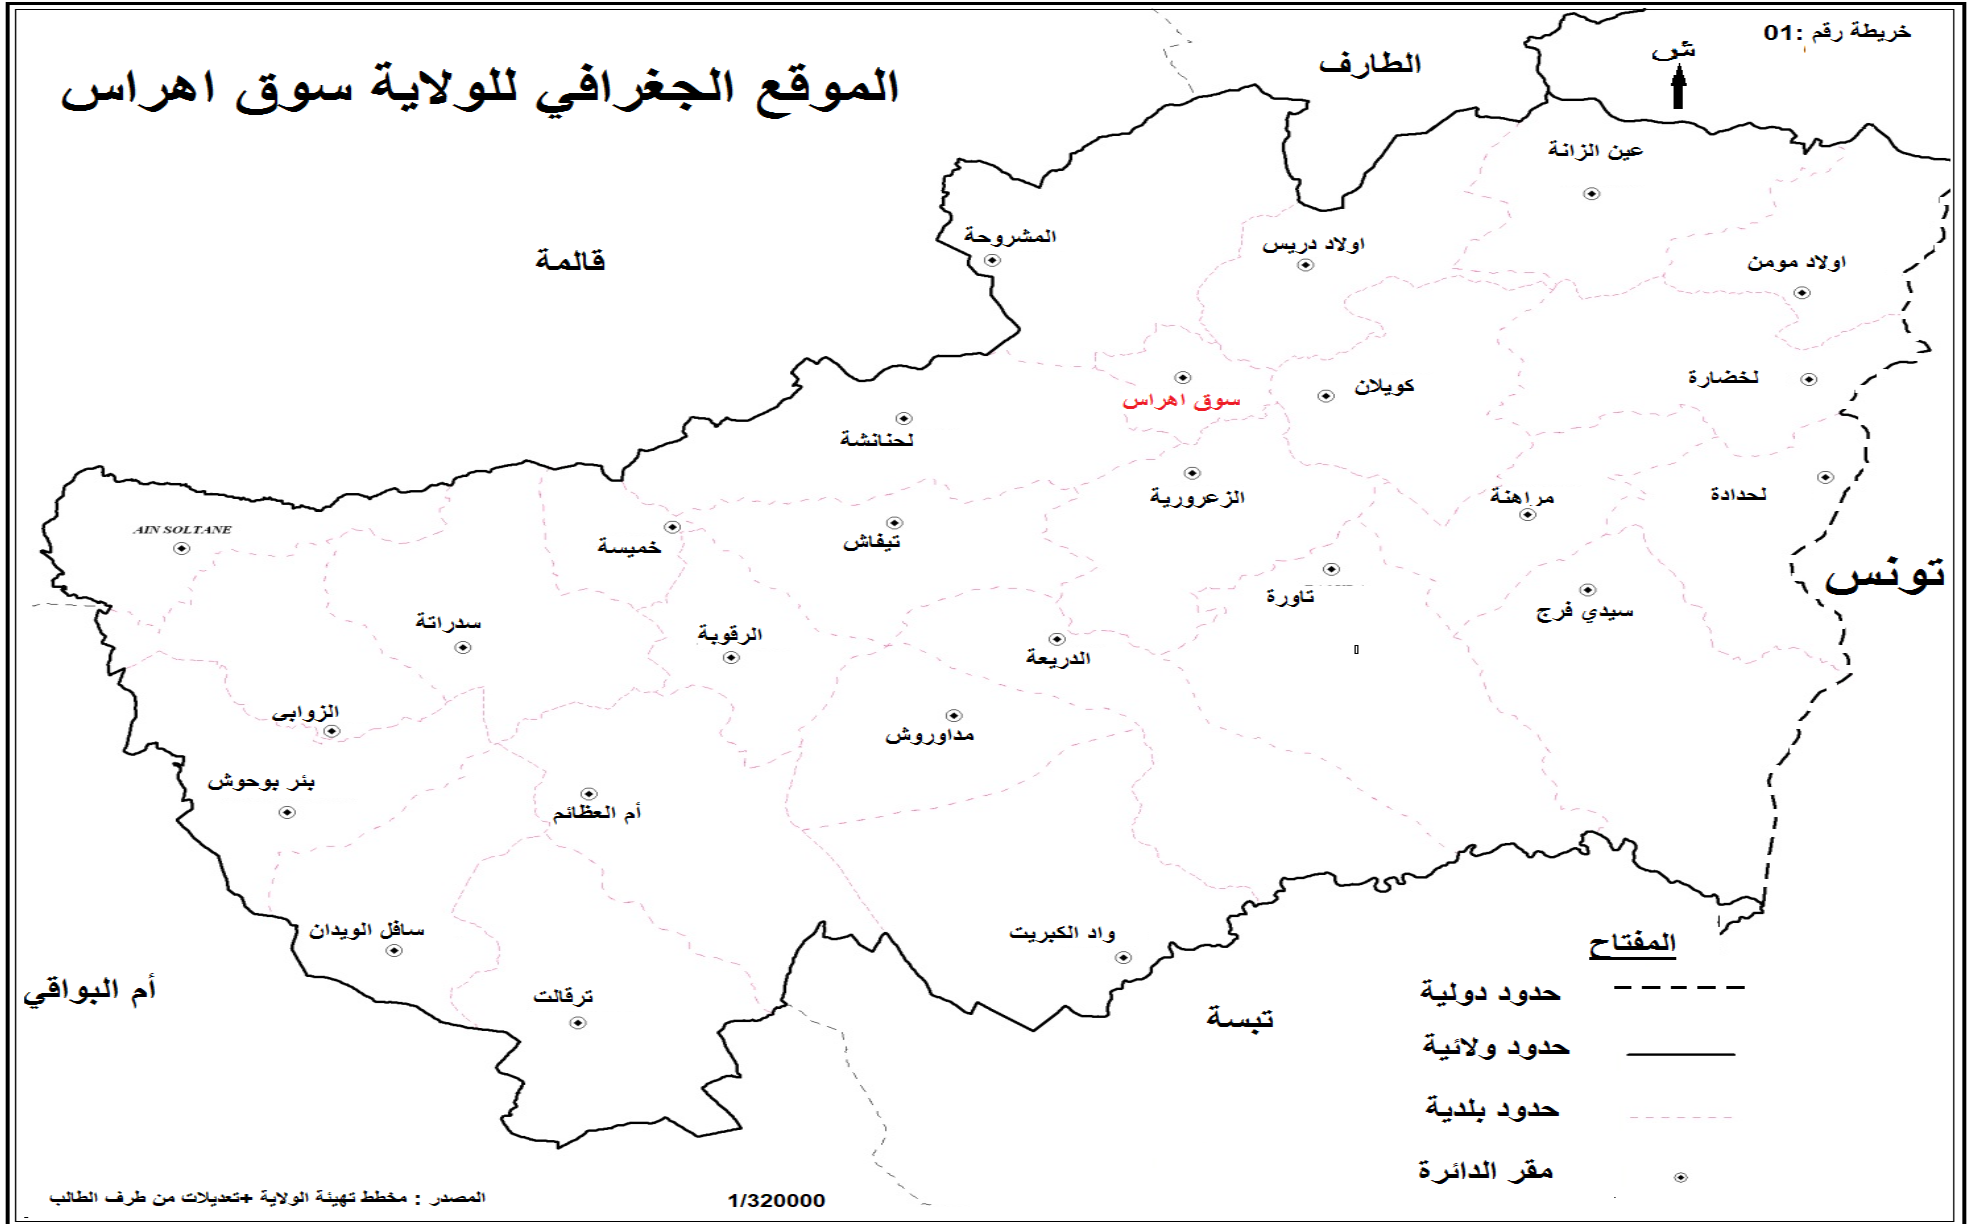 خريطة رقم :01
الموقع الجغرافي للولاية سوق اهراس
الطارف
عين الزانة
المشروحة
اولاد دريس
قالمة
اولاد مومن
لخضارة
كويلان
سوق اهراس
لحنانشة
الزعرورية
مراهنة
لحدادة
AIN SOLTANE
خميسة
تيفاش
تونس
تاورة
سيدي فرج
سدراتة
الرقوبة
الدريعة
الزوابي
مداوروش
بئر بوحوش
أم العظائم
سافل الويدان
واد الكبريت
المفتاح
أم البواقي
ترقالت
تبسة
حدود دولية
حدود ولائية
حدود بلدية
مقر الدائرة
المصدر : مخطط تهيئة الولاية +تعديلات من طرف الطالب
1/320000